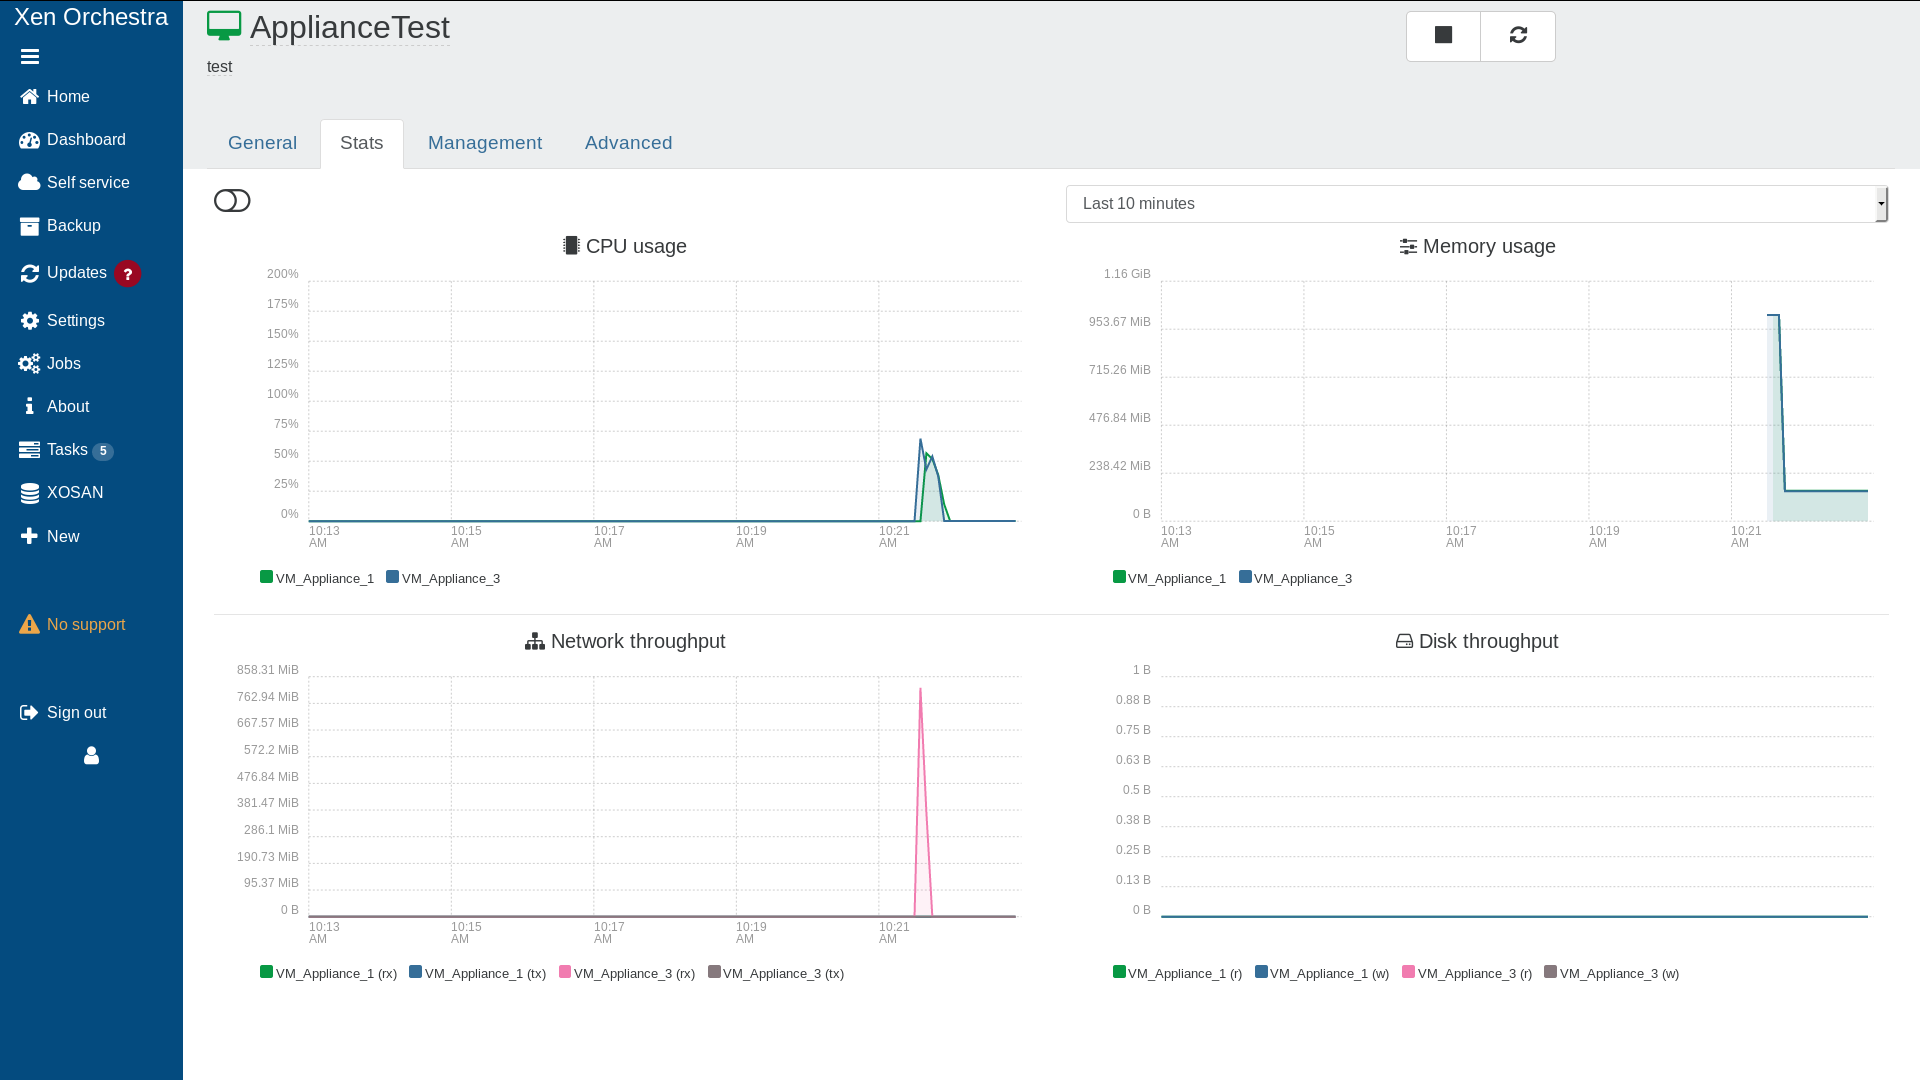 Xen Orchestra
Home
Dashboard
Self service
Backup
Updates ?
Settings
Jobs
About
Tasks 5
XOSAN
New
No support
Sign out
ApplianceTest
test
General Stats Management Advanced
Last 10 minutes
CPU usage
200%
175%
150%
125%
100%
75%
50%
25%
0%
10:13 AM 10:15 AM 10:17 AM 10:19 AM 10:21 AM
VM_Appliance_1 VM_Appliance_3
Memory usage
1.16 GiB
953.67 MiB
715.26 MiB
476.84 MiB
238.42 MiB
0 B
10:13 AM 10:15 AM 10:17 AM 10:19 AM 10:21 AM
VM_Appliance_1 VM_Appliance_3
Network throughput
858.31 MiB
762.94 MiB
667.57 MiB
572.2 MiB
476.84 MiB
381.47 MiB
286.1 MiB
190.73 MiB
95.37 MiB
0 B
10:13 AM 10:15 AM 10:17 AM 10:19 AM 10:21 AM
VM_Appliance_1 (rx) VM_Appliance_1 (tx) VM_Appliance_3 (rx) VM_Appliance_3 (tx)
Disk throughput
1 B
0.88 B
0.75 B
0.63 B
0.5 B
0.38 B
0.25 B
0.13 B
0 B
VM_Appliance_1 (r) VM_Appliance_1 (w) VM_Appliance_3 (r) VM_Appliance_3 (w)